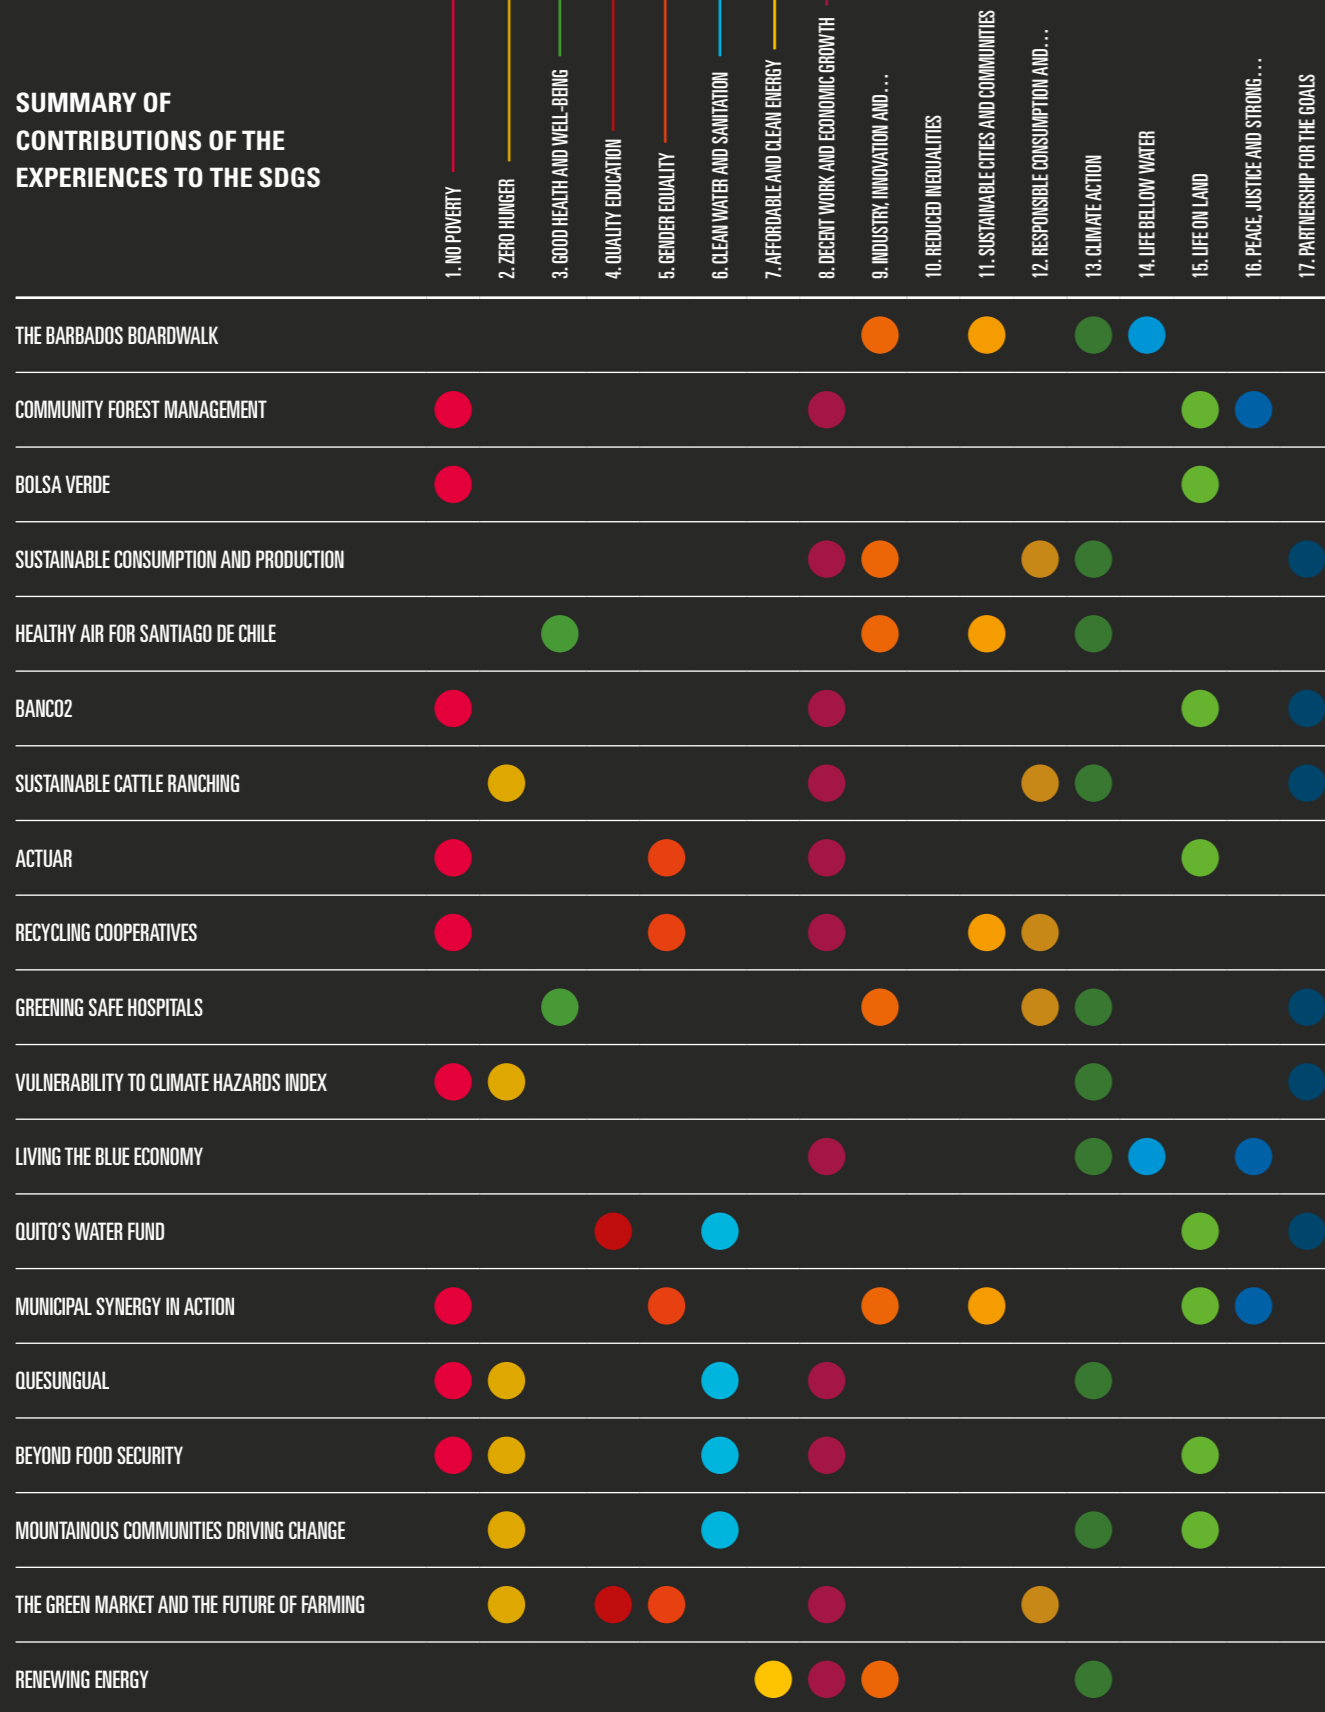 SUMMARY OF
CONTRIBUTIONS OF THE
EXPERIENCES TO THE SDGS
1. NO POVERTY
2. ZERO HUNGER
3. GOOD HEALTH AND WELL-BEING
4. QUALITY EDUCATION
5. GENDER EQUALITY
6. CLEAN WATER AND SANITATION
7. AFFORDABLE AND CLEAN ENERGY
8. DECENT WORK AND ECONOMIC GROWTH
9. INDUSTRY, INNOVATION AND...
10. REDUCED INEQUALITIES
11. SUSTAINABLE CITIES AND COMMUNITIES
12. RESPONSIBLE CONSUMPTION AND...
13. CLIMATE ACTION
14. LIFE BELLOW WATER
15. LIFE ON LAND
16. PEACE, JUSTICE AND STRONG...
17. PARTNERSHIP FOR THE GOALS
THE BARBADOS BOARDWALK
COMMUNITY FOREST MANAGEMENT
BOLSA VERDE
SUSTAINABLE CONSUMPTION AND PRODUCTION
HEALTHY AIR FOR SANTIAGO DE CHILE
BANCO2
SUSTAINABLE CATTLE RANCHING
ACTUAR
RECYCLING COOPERATIVES
GREENING SAFE HOSPITALS
VULNERABILITY TO CLIMATE HAZARDS INDEX
LIVING THE BLUE ECONOMY
QUITO'S WATER FUND
MUNICIPAL SYNERGY IN ACTION
QUESUNGUAL
BEYOND FOOD SECURITY
MOUNTAINOUS COMMUNITIES DRIVING CHANGE
THE GREEN MARKET AND THE FUTURE OF FARMING
RENEWING ENERGY